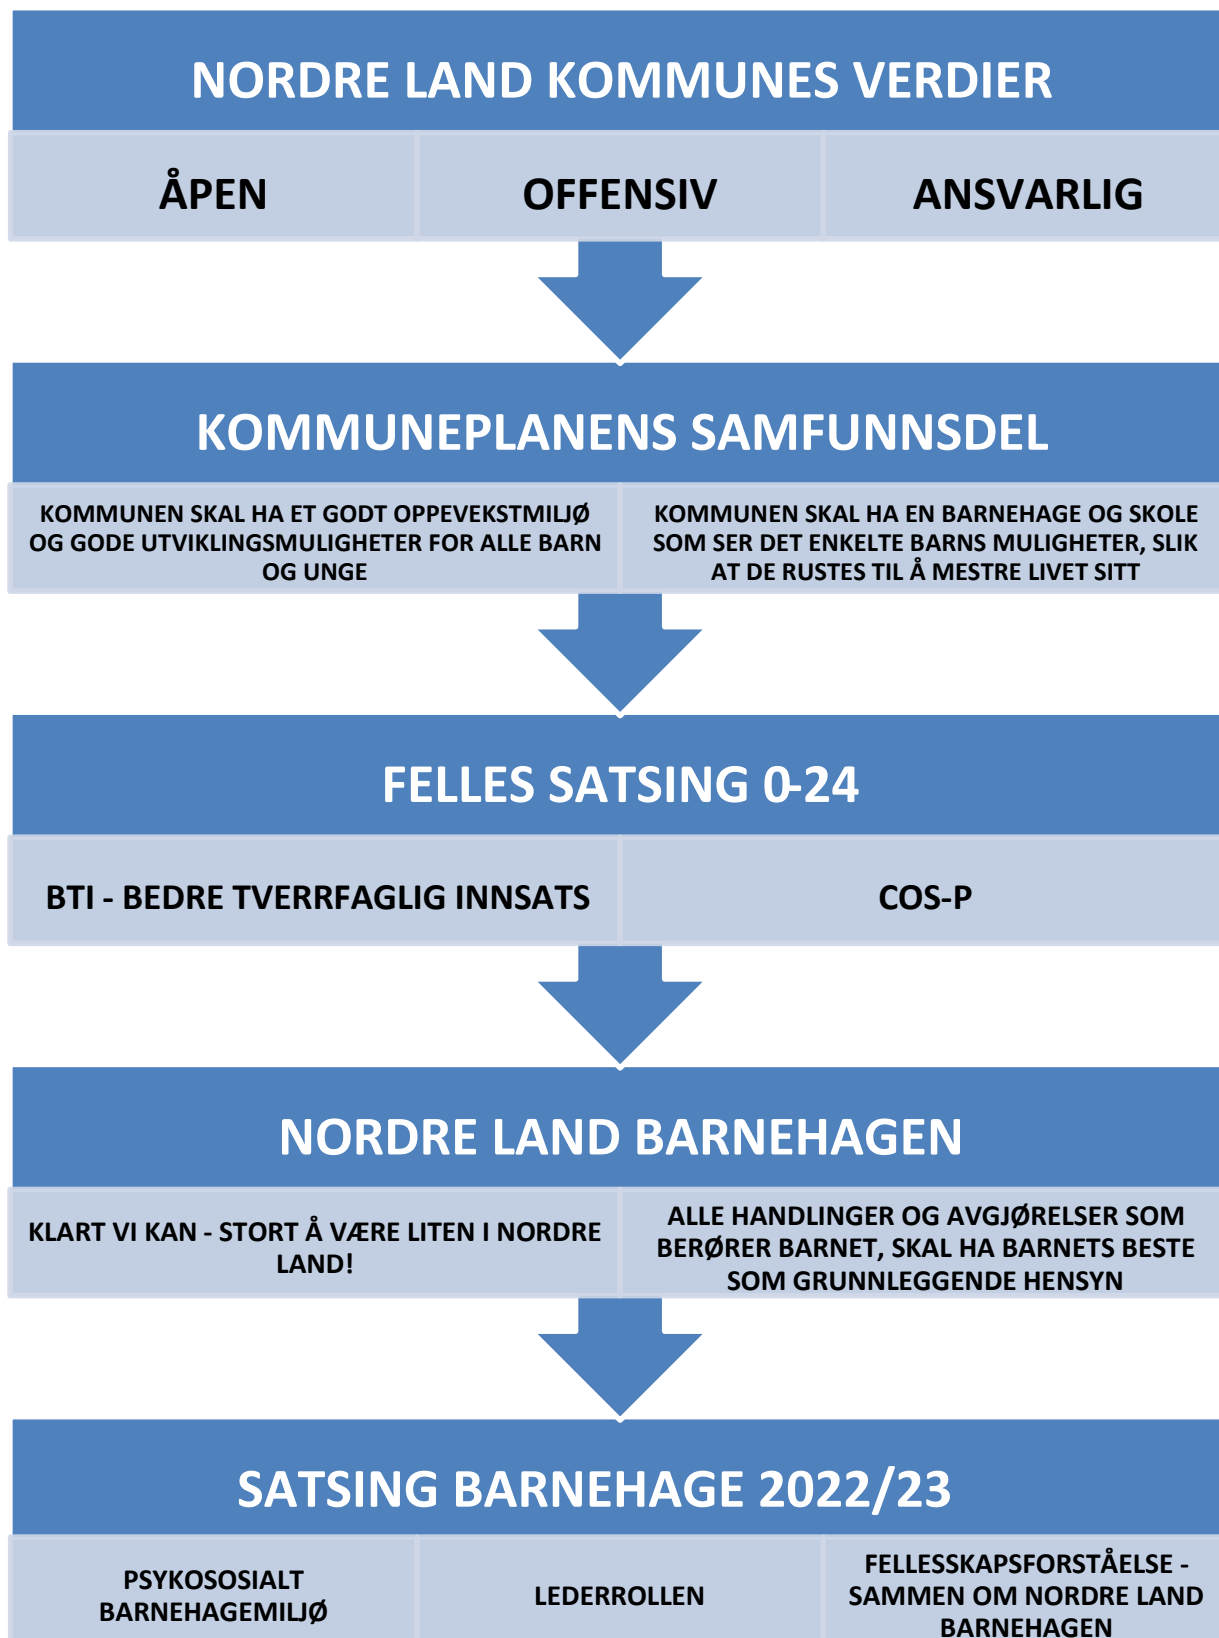 NORDRE LAND KOMMUNES VERDIER
ÅPEN
OFFENSIV
ANSVARLIG
KOMMUNEPLANENS SAMFUNNSDEL
KOMMUNEN SKAL HA ET GODT OPPEVEKSTMILJØ
OG GODE UTVIKLINGSMULIGHETER FOR ALLE BARN
OG UNGE
KOMMUNEN SKAL HA EN BARNEHAGE OG SKOLE
SOM SER DET ENKELTE BARNS MULIGHETER, SLIK
AT DE RUSTES TIL Å MESTRE LIVET SITT
FELLES SATSING 0-24
BTI - BEDRE TVERRFAGLIG INNSATS
COS-P
NORDRE LAND BARNEHAGEN
KLART VI KAN - STORT Å VÆRE LITEN I NORDRE
LAND!
ALLE HANDLINGER OG AVGJØRELSER SOM
BERØRER BARNET, SKAL HA BARNETS BESTE
SOM GRUNNLEGGENDE HENSYN
SATSING BARNEHAGE 2022/23
PSYKOSOSIALT
BARNEHAGEMILJØ
LEDERROLLEN
FELLESSKAPSFORSTÅELSE -
SAMMEN OM NORDRE LAND
BARNEHAGEN